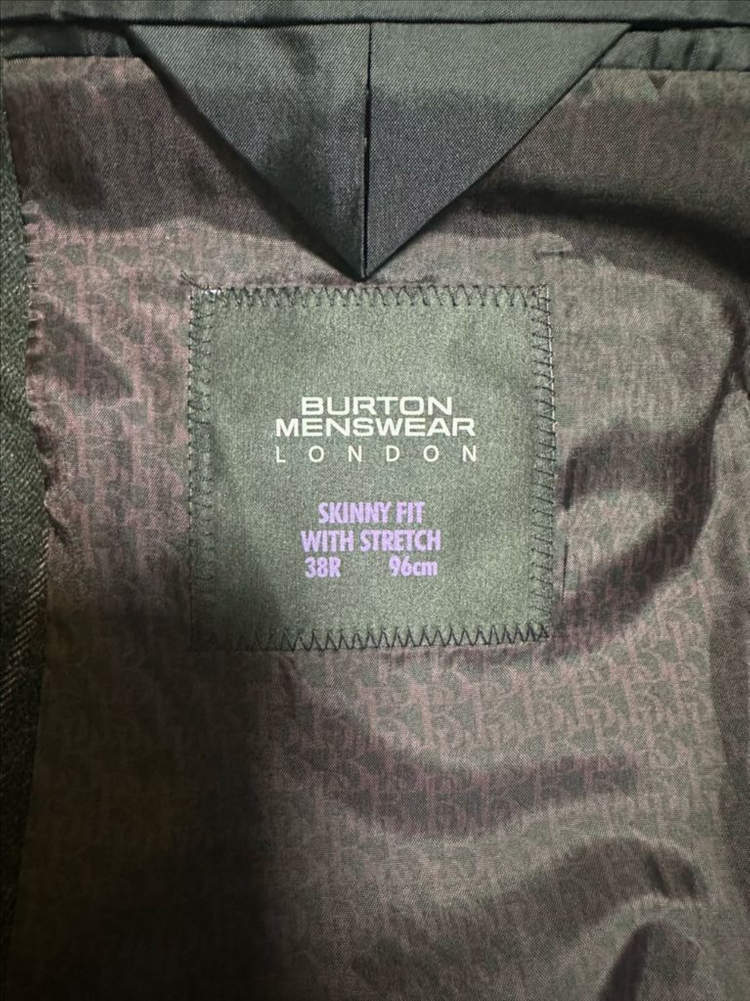 BURTON
MENSWEAR
LONDON
SKINNY FIT
WITH STRETCH
38R 96cm